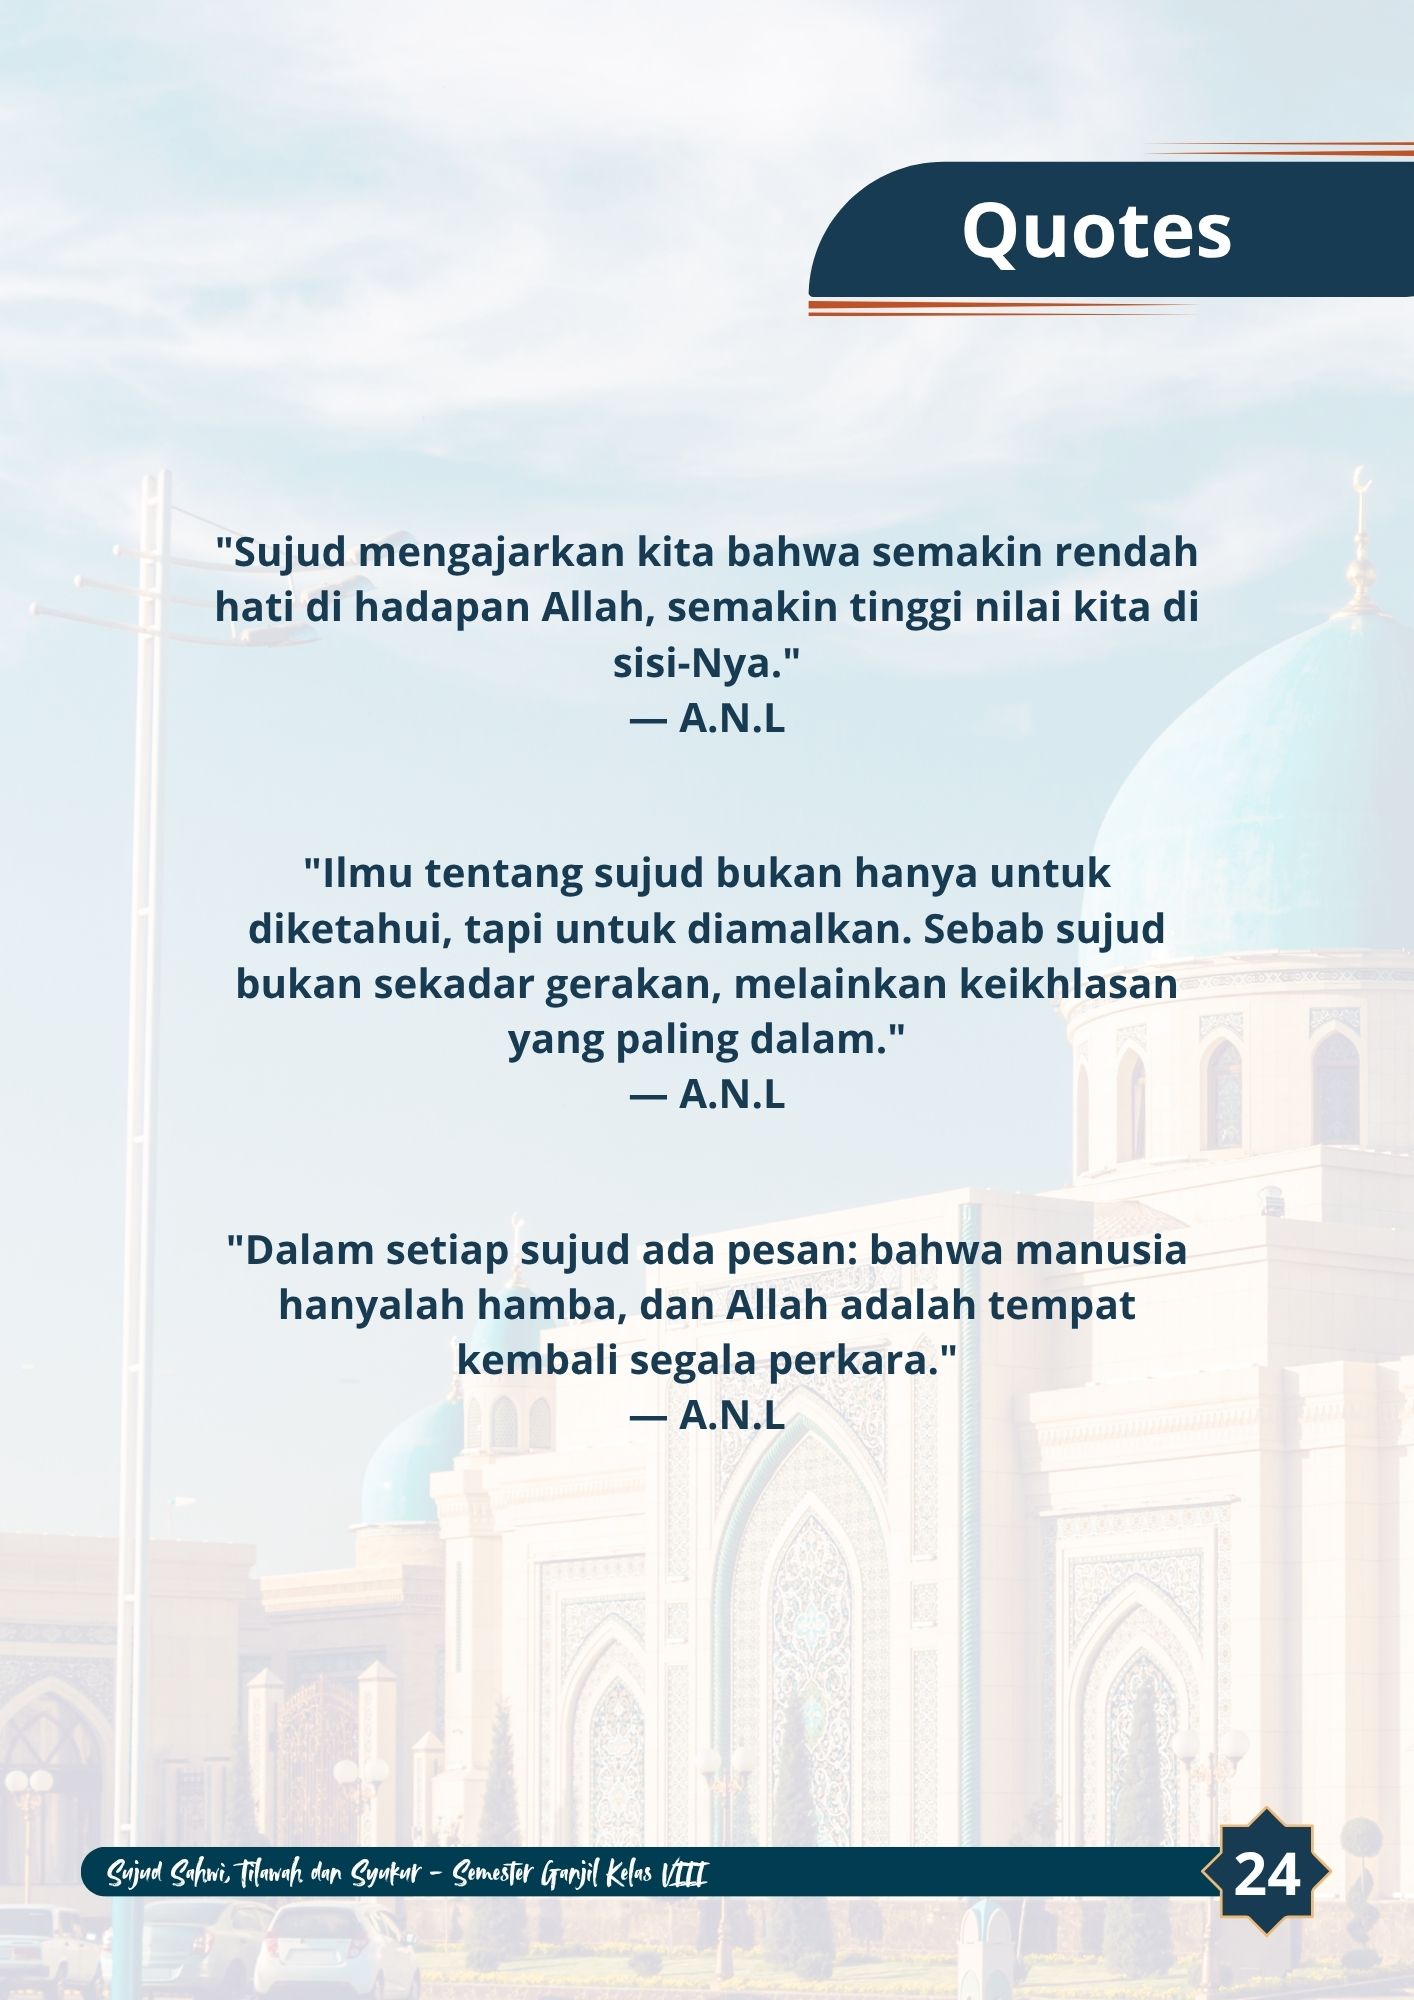 Quotes
"Sujud mengajarkan kita bahwa semakin rendah
hati di hadapan Allah, semakin tinggi nilai kita di
sisi-Nya."
— A.N.L
"Ilmu tentang sujud bukan hanya untuk
diketahui, tapi untuk diamalkan. Sebab sujud
bukan sekadar gerakan, melainkan keikhlasan
yang paling dalam."
— A.N.L
"Dalam setiap sujud ada pesan: bahwa manusia
hanyalah hamba, dan Allah adalah tempat
kembali segala perkara."
— A.N.L
Sujud Sahwi, Tilawah dan Syukur - Semester Ganjil Kelas VIII
24